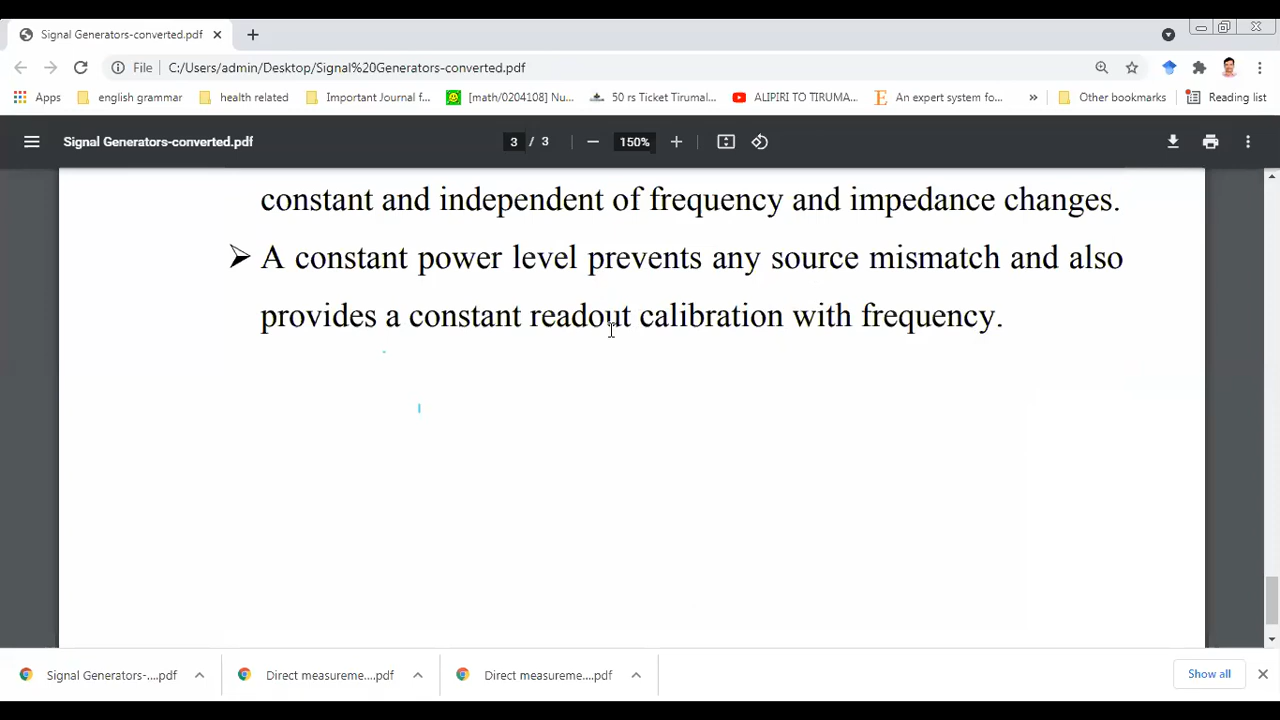 Signal Generators-converted.pdf
File C:/Users/admin/Desktop/Signal%20Generators-converted.pdf
Apps english grammar health related Important Journal f... [math/0204108] Nu... 50 rs Ticket Tirumal... ALIPIRI TO TIRUMA... An expert system fo... » Other bookmarks Reading list
Signal Generators-converted.pdf 3 / 3 150%
constant and independent of frequency and impedance changes.
➢ A constant power level prevents any source mismatch and also
provides a constant readout calibration with frequency.
Signal Generators-....pdf Direct measureme....pdf Direct measureme....pdf Show all